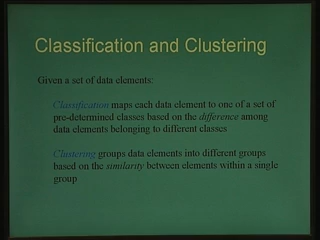 Classification and Clustering
Given a set of data elements:
Classification maps each data element to one of a set of
pre-determined classes based on the difference among
data elements belonging to different classes
Clustering groups data elements into different groups
based on the similarity between elements within a single
group